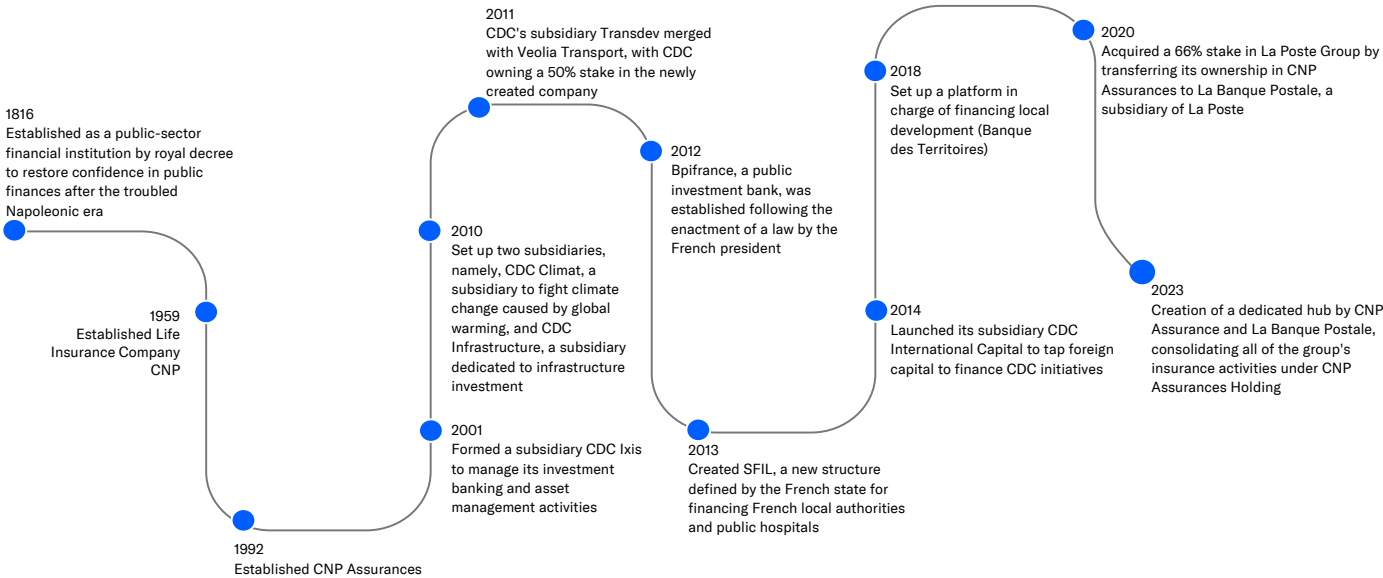 1816
Established as a public-sector
financial institution by royal decree
to restore confidence in public
finances after the troubled
Napoleonic era
1959
Established Life
Insurance Company
CNP
1992
Established CNP Assurances
2001
Formed a subsidiary CDC Ixis
to manage its investment
banking and asset
management activities
2010
Set up two subsidiaries,
namely, CDC Climat, a
subsidiary to fight climate
change caused by global
warming, and CDC
Infrastructure, a subsidiary
dedicated to infrastructure
investment
2011
CDC's subsidiary Transdev merged
with Veolia Transport, with CDC
owning a 50% stake in the newly
created company
2012
Bpifrance, a public
investment bank, was
established following the
enactment of a law by the
French president
2013
Created SFIL, a new structure
defined by the French state for
financing French local authorities
and public hospitals
2014
Launched its subsidiary CDC
International Capital to tap foreign
capital to finance CDC initiatives
2018
Set up a platform in
charge of financing local
development (Banque
des Territoires)
2020
Acquired a 66% stake in La Poste Group by
transferring its ownership in CNP
Assurances to La Banque Postale, a
subsidiary of La Poste
2023
Creation of a dedicated hub by CNP
Assurance and La Banque Postale,
consolidating all of the group's
insurance activities under CNP
Assurances Holding